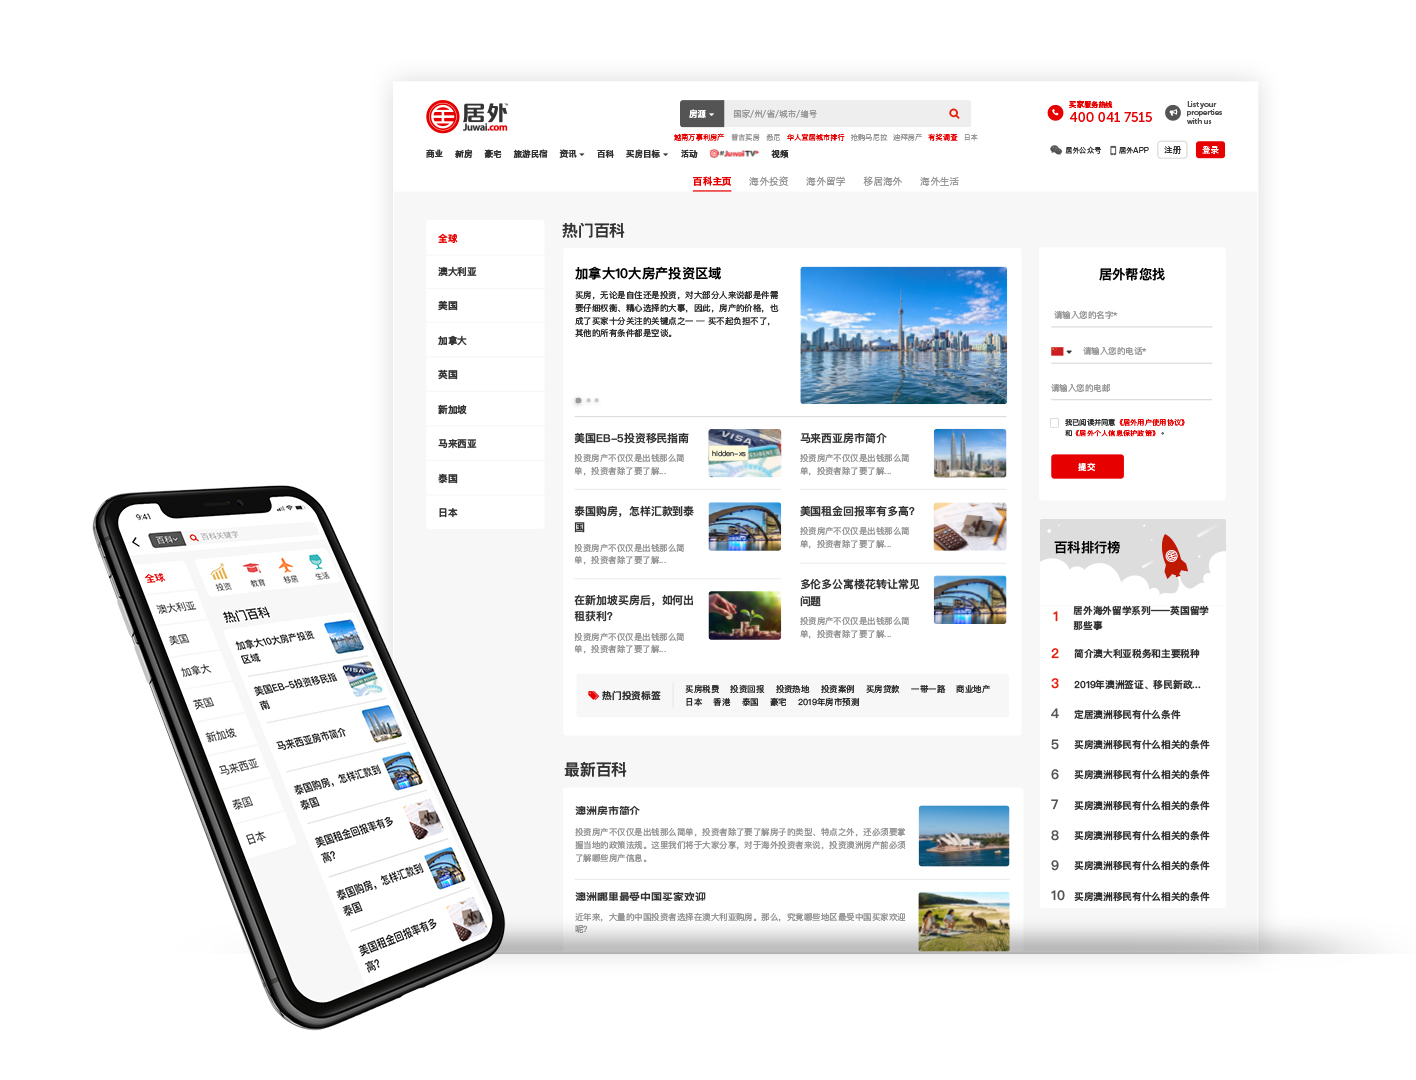 居外
Juwai.com
房源
国家/州/省/城市/编号
越南万事利房产 普吉买房 悉尼 华人宜居城市排行 抢购马尼拉 迪拜房产 有奖调查 日本
买家服务热线
400 041 7515
List your
properties
with us
商业 新房 豪宅 旅游民宿 资讯 百科 买房目标 活动 #JuwaiTV 视频
居外公众号 居外APP 注册 登录
百科主页 海外投资 海外留学 移居海外 海外生活
全球
澳大利亚
美国
加拿大
英国
新加坡
马来西亚
泰国
日本
热门百科
加拿大10大房产投资区域
买房，无论是自住还是投资，对大部分人来说都是件需
要仔细权衡、精心选择的大事，因此，房产的价格，也
成了买家十分关注的关键点之一 — 买不起负担不了，
其他的所有条件都是空谈。
美国EB-5投资移民指南
投资房产不仅仅是出钱那么简
单，投资者除了要了解...
VISA
hidden-xs
马来西亚房市简介
投资房产不仅仅是出钱那么简
单，投资者除了要了解...
泰国购房，怎样汇款到泰
国
投资房产不仅仅是出钱那么简
单，投资者除了要了解...
美国租金回报率有多高？
投资房产不仅仅是出钱那么简
单，投资者除了要了解...
在新加坡买房后，如何出
租获利？
投资房产不仅仅是出钱那么简
单，投资者除了要了解...
多伦多公寓楼花转让常见
问题
投资房产不仅仅是出钱那么简
单，投资者除了要了解...
热门投资标签
买房税费 投资回报 投资热地 投资案例 买房贷款 一带一路 商业地产
日本 香港 泰国 豪宅 2019年房市预测
最新百科
澳洲房市简介
投资房产不仅仅是出钱那么简单，投资者除了要了解房子的类型、特点之外，还必须要掌
握当地的政策法规。这里我们将于大家分享，对于海外投资者来说，投资澳洲房产前必须
了解哪些房产信息。
澳洲哪里最受中国买家欢迎
近年来，大量的中国投资者选择在澳大利亚购房。那么，究竟哪些地区最受中国买家欢迎
呢？
居外帮您找
请输入您的名字*
请输入您的电话*
请输入您的电邮
我已阅读并同意《居外用户使用协议》
和《居外个人信息保护政策》。
提交
百科排行榜
1 居外海外留学系列——英国留学
那些事
2 简介澳大利亚税务和主要税种
3 2019年澳洲签证、移民新政...
4 定居澳洲移民有什么条件
5 买房澳洲移民有什么相关的条件
6 买房澳洲移民有什么相关的条件
7 买房澳洲移民有什么相关的条件
8 买房澳洲移民有什么相关的条件
9 买房澳洲移民有什么相关的条件
10 买房澳洲移民有什么相关的条件
9:41
百科
百科关键字
全球
澳大利亚
美国
加拿大
英国
新加坡
马来西亚
泰国
日本
投资 教育 移居 生活
热门百科
加拿大10大房产投资
区域
美国EB-5投资移民指
南
VISA
马来西亚房市简介
泰国购房，怎样汇款到
泰国
美国租金回报率有多
高？
泰国购房，怎样汇款到
泰国
美国租金回报率有多
高？